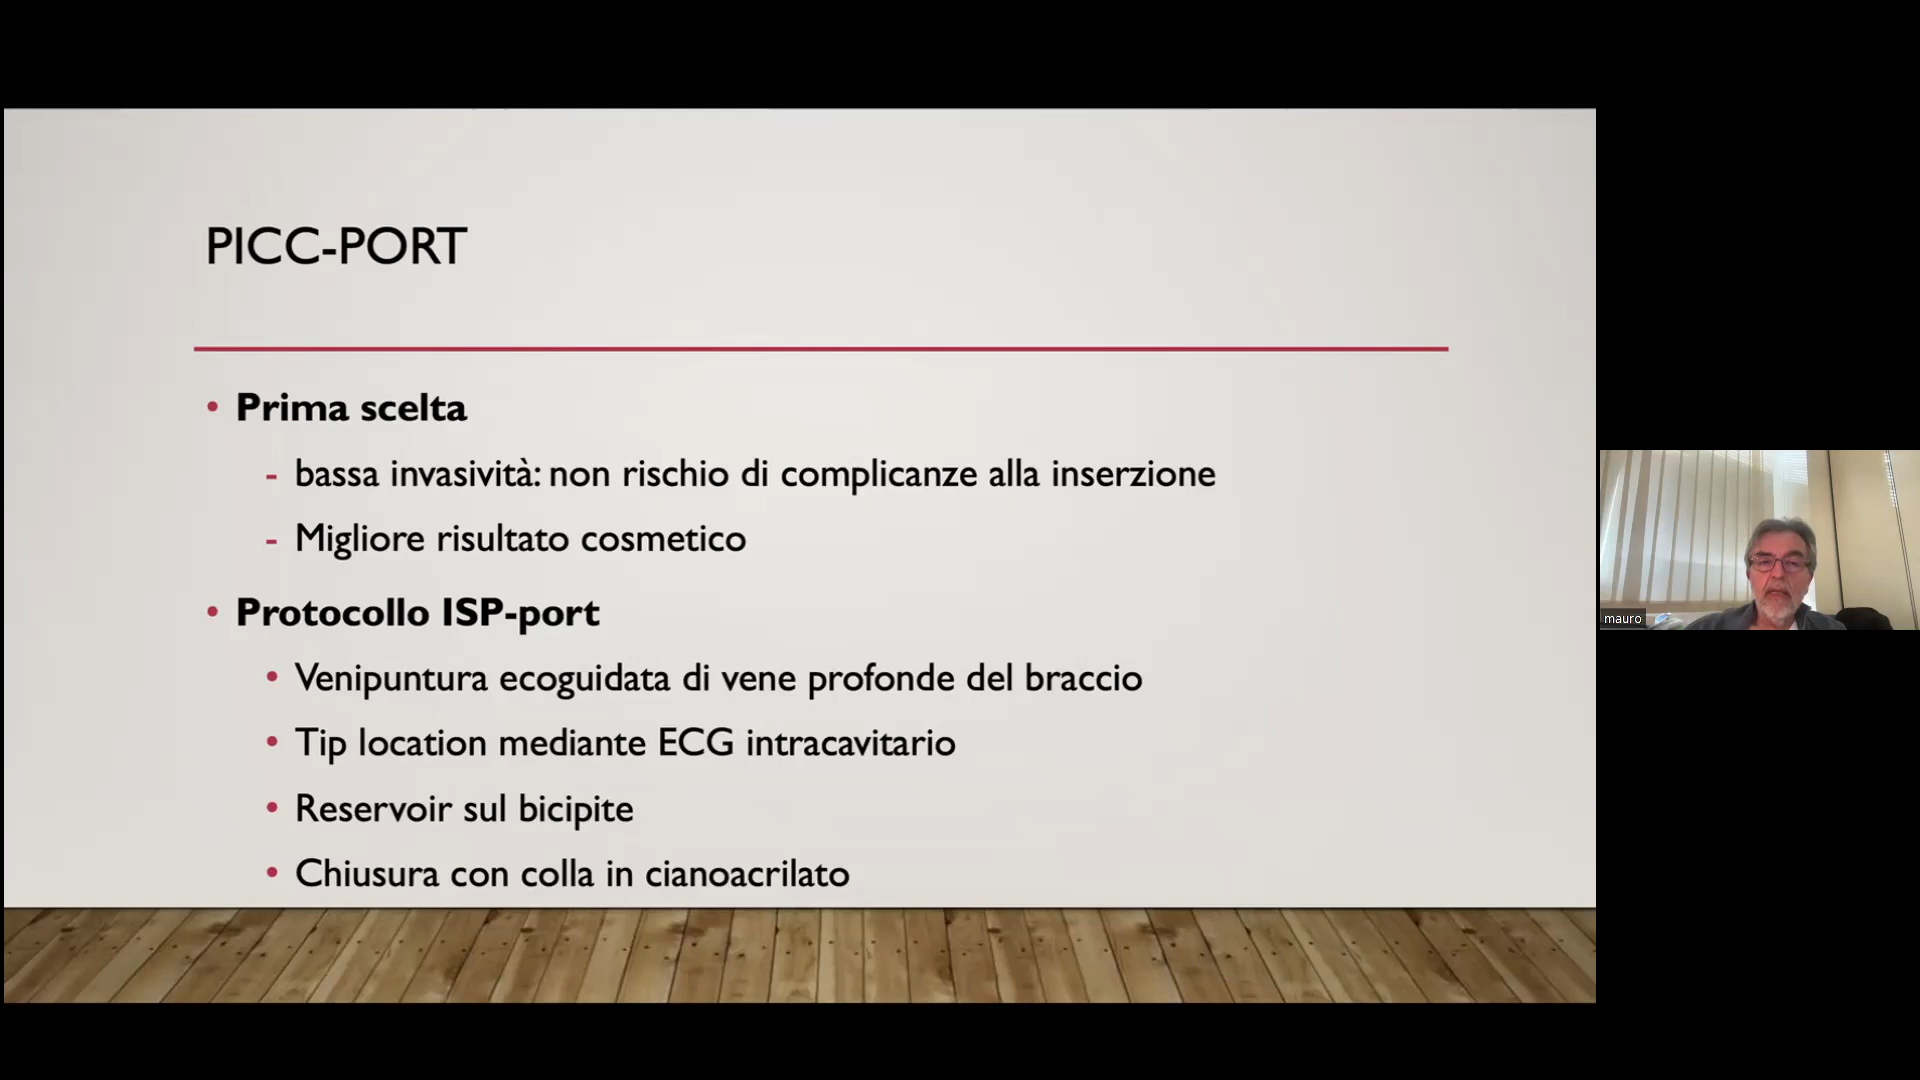 PICC-PORT
• Prima scelta
- bassa invasività: non rischio di complicanze alla inserzione
- Migliore risultato cosmetico
• Protocollo ISP-port
• Venipuntura ecoguidata di vene profonde del braccio
• Tip location mediante ECG intracavitario
• Reservoir sul bicipite
• Chiusura con colla in cianoacrilato
mauro